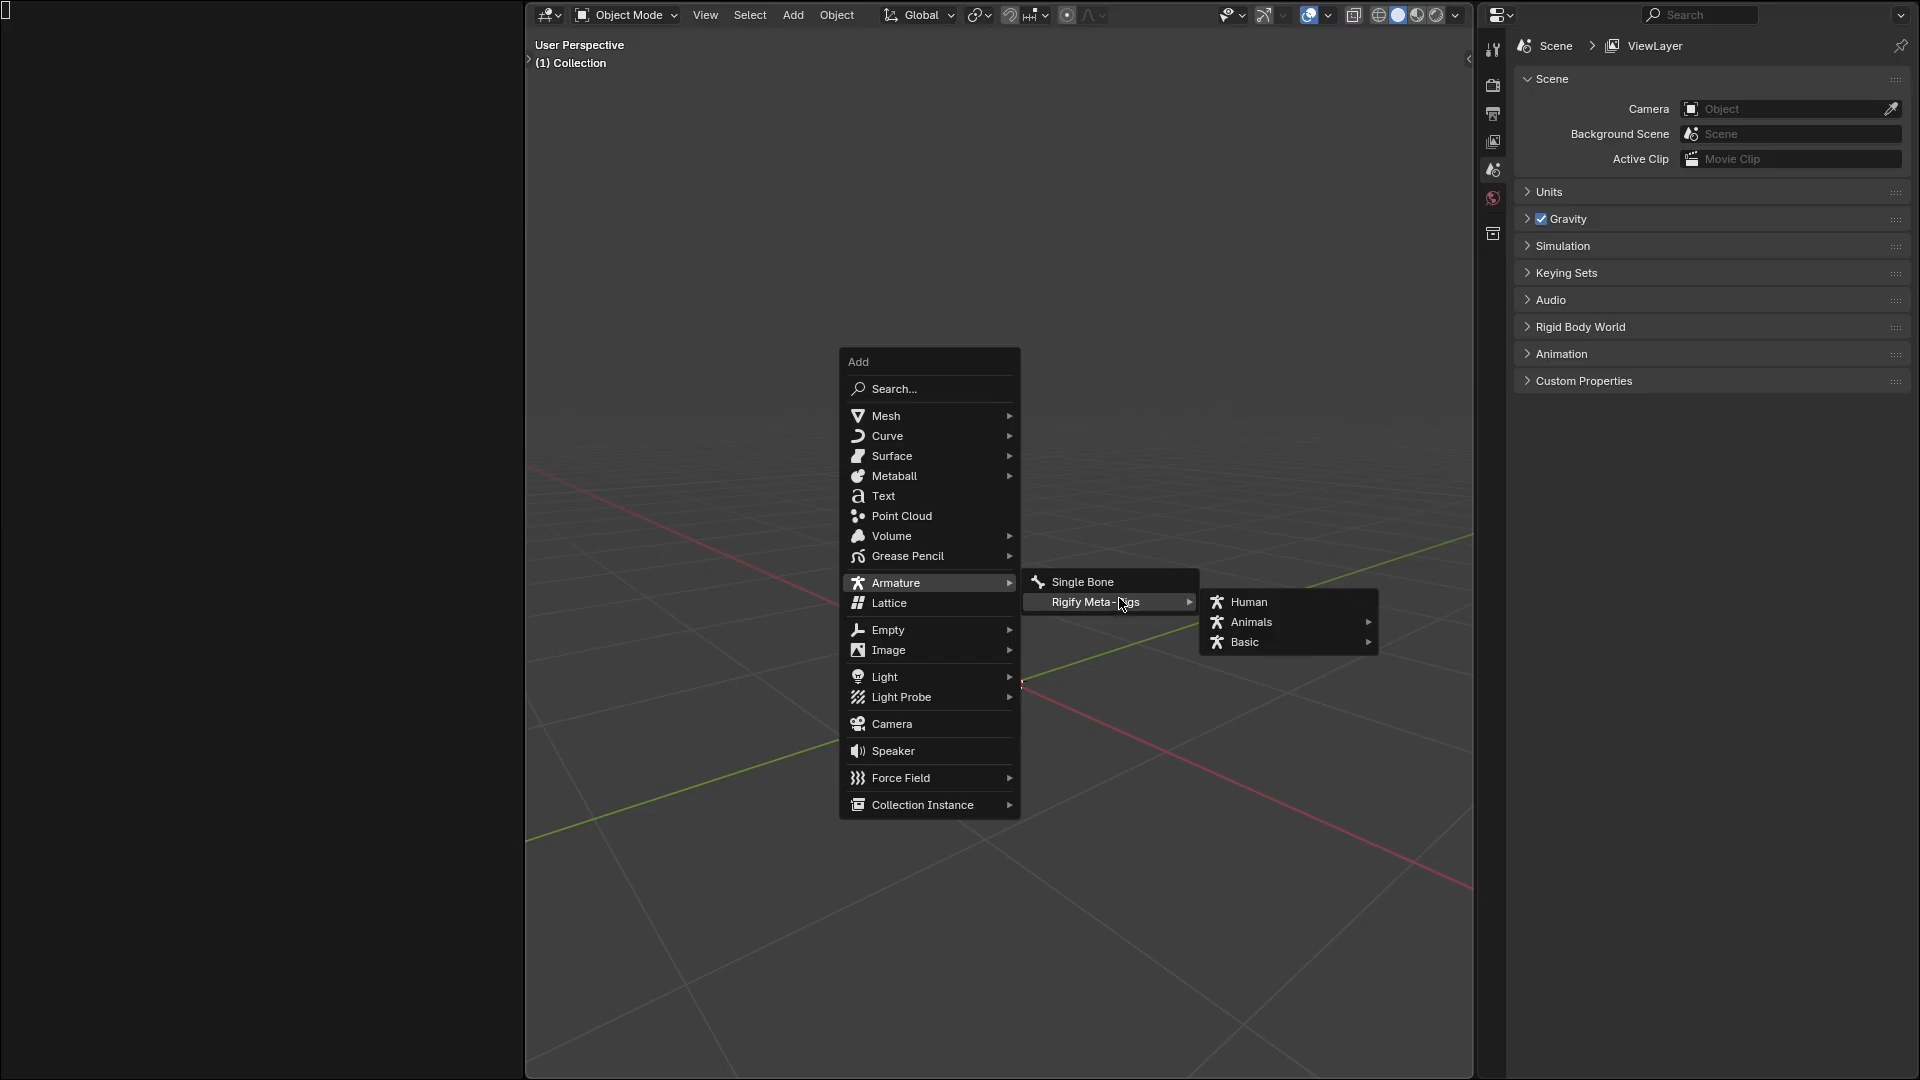 Object Mode View Select Add Object Global
User Perspective
(1) Collection
Add
Search...
Mesh
Curve
Surface
Metaball
Text
Point Cloud
Volume
Grease Pencil
Armature
Lattice
Empty
Image
Light
Light Probe
Camera
Speaker
Force Field
Collection Instance
Single Bone
Rigify Meta-Rigs
Human
Animals
Basic
Search
Scene ViewLayer
Scene
Camera Object
Background Scene Scene
Active Clip Movie Clip
Units
Gravity
Simulation
Keying Sets
Audio
Rigid Body World
Animation
Custom Properties